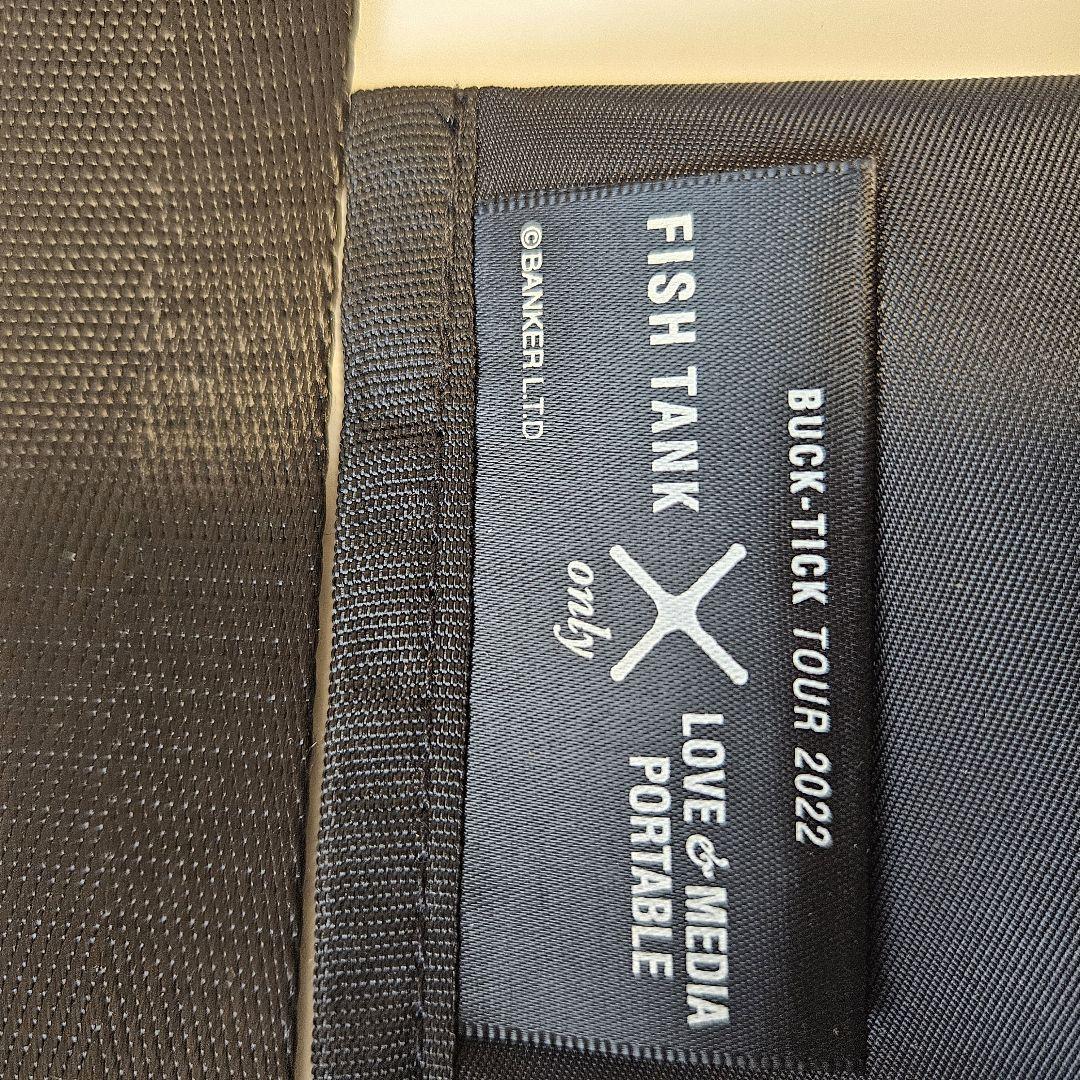 BUCK-TICK TOUR 2022
FISH TANK × LOVE & MEDIA
PORTABLE
only
©BANKER L.T.D